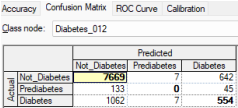 Accuracy Confusion Matrix ROC Curve Calibration
Class node: Diabetes_012
Predicted
Not_Diabetes Prediabetes Diabetes
Actual
Not_Diabetes 7669 7 642
Prediabetes 133 0 45
Diabetes 1062 7 554